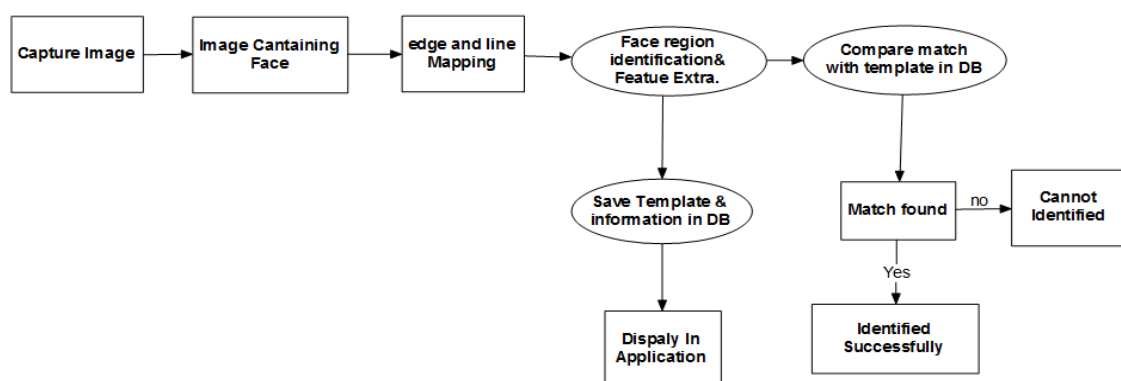 Capture Image
Image Cantaining
Face
edge and line
Mapping
Face region
identification&
Featue Extra.
Compare match
with template in DB
Save Template &
information in DB
Match found
no
Cannot
Identified
Yes
Dispaly In
Application
Identified
Successfully